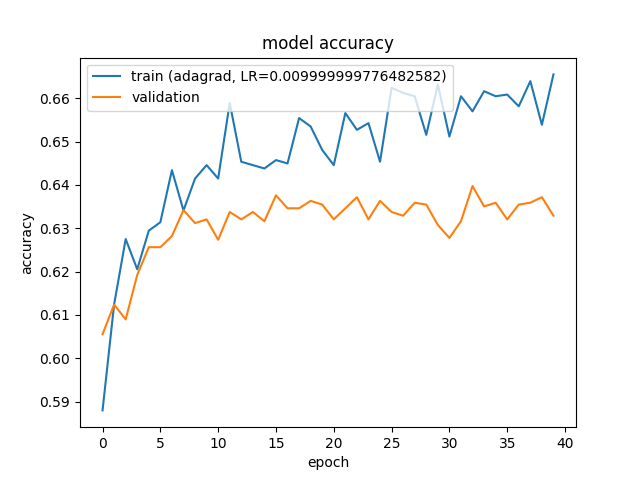 model accuracy
train (adagrad, LR=0.009999999776482582)
validation
accuracy
0.66
0.65
0.64
0.63
0.62
0.61
0.60
0.59
0 5 10 15 20 25 30 35 40
epoch